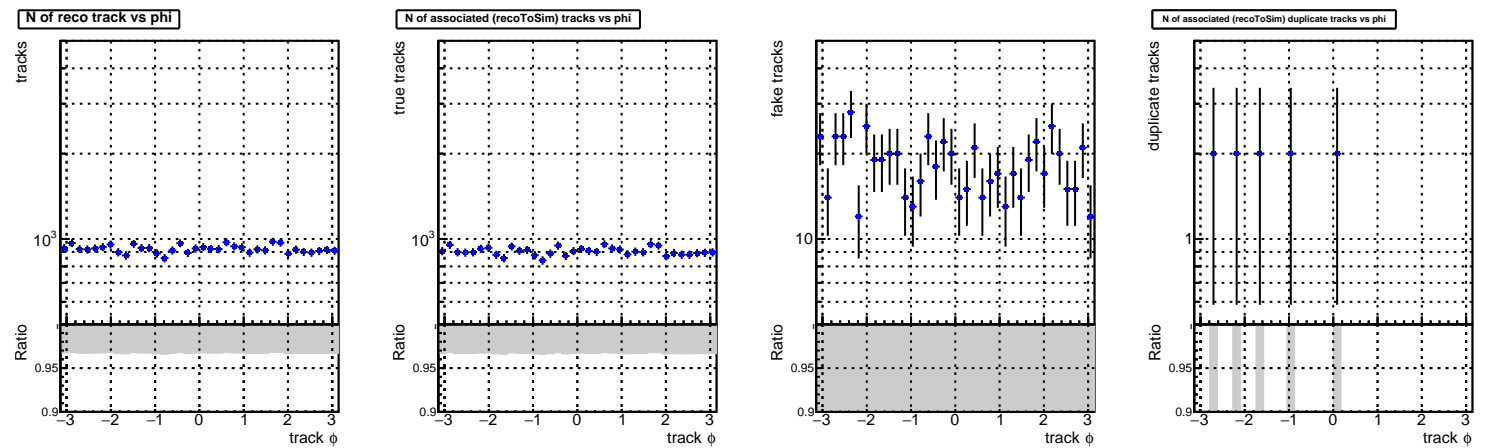 N of reco track vs phi
tracks
10³
Ratio
0.95
0.9
−3 −2 −1 0 1 2 3
track ϕ
N of associated (recoToSim) tracks vs phi
true tracks
10³
Ratio
0.95
0.9
−3 −2 −1 0 1 2 3
track ϕ
fake tracks
10
Ratio
0.95
0.9
−3 −2 −1 0 1 2 3
track ϕ
N of associated (recoToSim) duplicate tracks vs phi
duplicate tracks
1
Ratio
0.95
0.9
−3 −2 −1 0 1 2 3
track ϕ